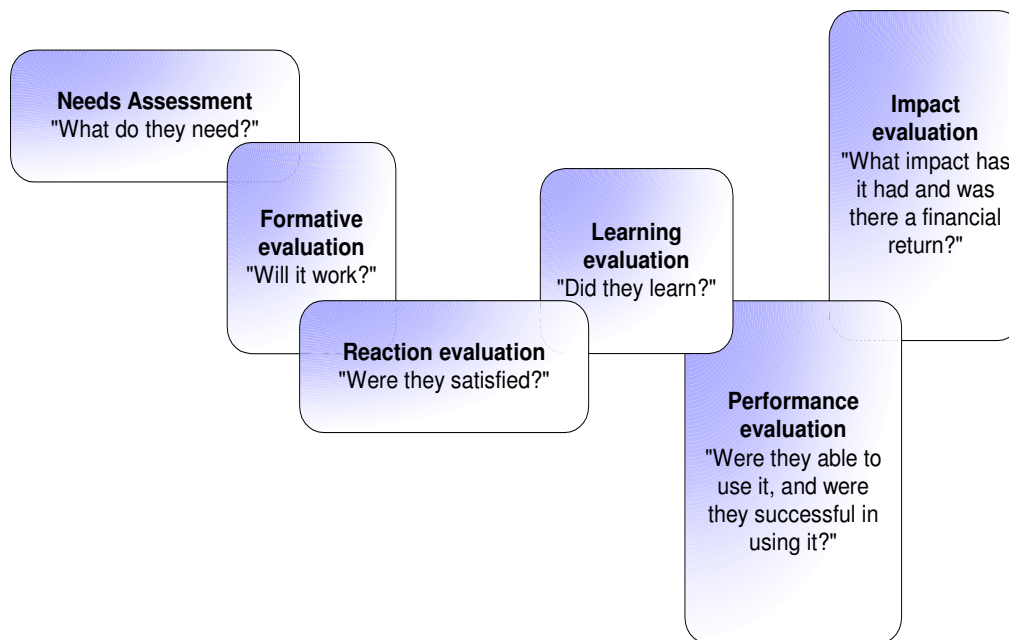 Needs Assessment
"What do they need?"
Formative
evaluation
"Will it work?"
Reaction evaluation
"Were they satisfied?"
Learning
evaluation
"Did they learn?"
Performance
evaluation
"Were they able to
use it, and were
they successful in
using it?"
Impact
evaluation
"What impact has
it had and was
there a financial
return?"